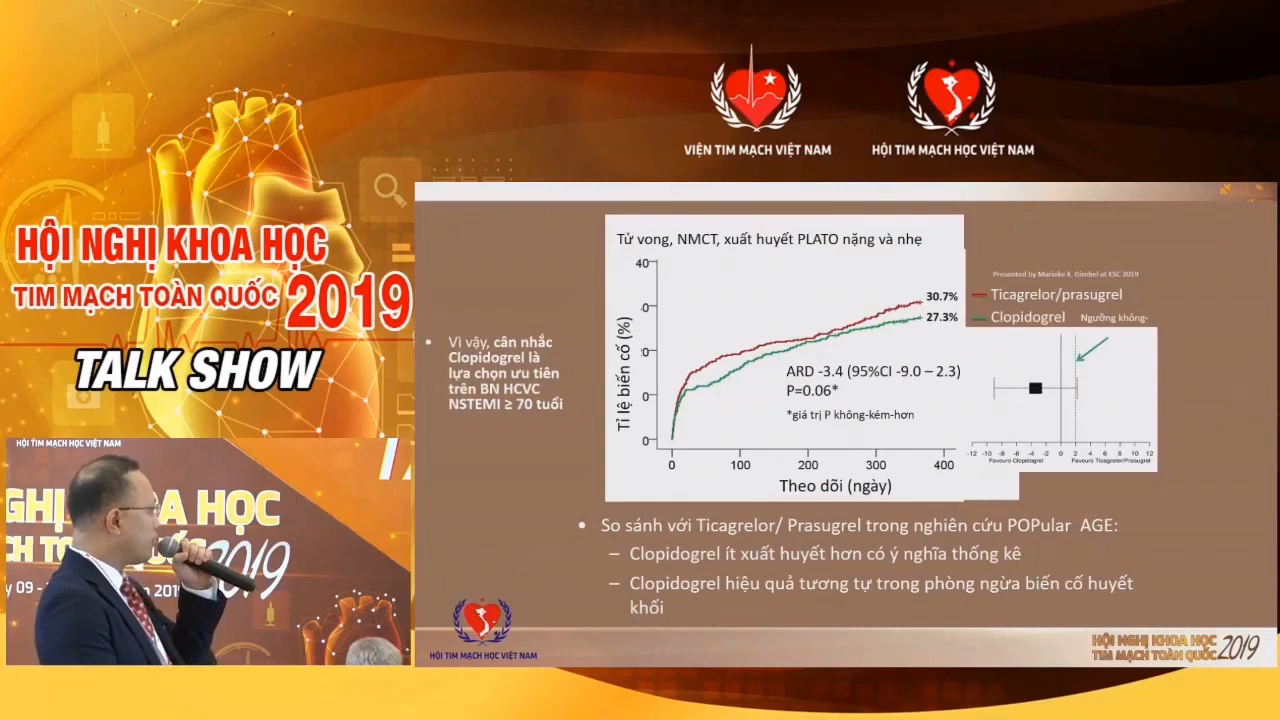 VIỆN TIM MẠCH VIỆT NAM
HỘI TIM MẠCH HỌC VIỆT NAM
HỘI NGHỊ KHOA HỌC
TIM MẠCH TOÀN QUỐC 2019
TALK SHOW
Tử vong, NMCT, xuất huyết PLATO nặng và nhẹ
Presented by Marieke E. Gimbel at ESC 2019
Ticagrelor/prasugrel
Clopidogrel
Ngưỡng không-
30.7%
27.3%
Tỉ lệ biến cố (%)
40
0
20
0
0
ARD -3.4 (95%CI -9.0 – 2.3)
P=0.06*
*giá trị P không-kém-hơn
0 100 200 300 400
Theo dõi (ngày)
-12 -10 -8 -6 -4 -2 0 2 4 6 8 10 12
Favours Clopidogrel Favours Ticagrelor/Prasugrel
• Vì vậy, cân nhắc
Clopidogrel là
lựa chọn ưu tiên
trên BN HCVC
NSTEMI ≥ 70 tuổi
• So sánh với Ticagrelor/ Prasugrel trong nghiên cứu POPular AGE:
– Clopidogrel ít xuất huyết hơn có ý nghĩa thống kê
– Clopidogrel hiệu quả tương tự trong phòng ngừa biến cố huyết
khối
HỘI TIM MẠCH HỌC VIỆT NAM
HỘI NGHỊ KHOA HỌC
TIM MẠCH TOÀN QUỐC 2019
HỘI TIM MẠCH HỌC VIỆT NAM
2019